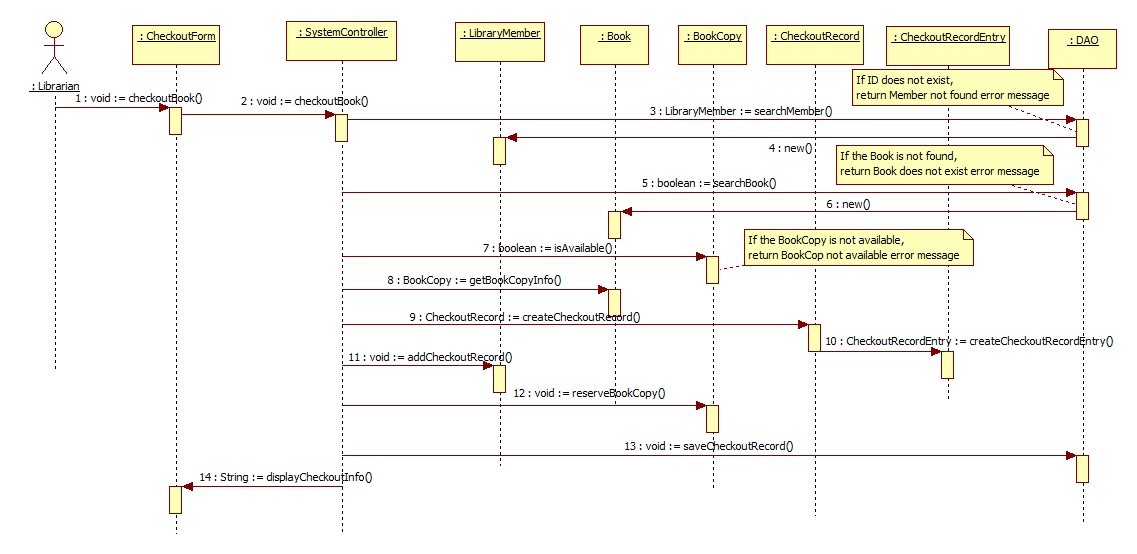 : CheckoutForm
: SystemController
: LibraryMember
: Book
: BookCopy
: CheckoutRecord
: CheckoutRecordEntry
: DAO
: Librarian
If ID does not exist,
return Member not found error message
1 : void := checkoutBook()
2 : void := checkoutBook()
3 : LibraryMember := searchMember()
4 : new()
If the Book is not found,
return Book does not exist error message
5 : boolean := searchBook()
6 : new()
If the BookCopy is not available,
return BookCop not available error message
7 : boolean := isAvailable()
8 : BookCopy := getBookCopyInfo()
9 : CheckoutRecord := createCheckoutRecord()
10 : CheckoutRecordEntry := createCheckoutRecordEntry()
11 : void := addCheckoutRecord()
12 : void := reserveBookCopy()
13 : void := saveCheckoutRecord()
14 : String := displayCheckoutInfo()